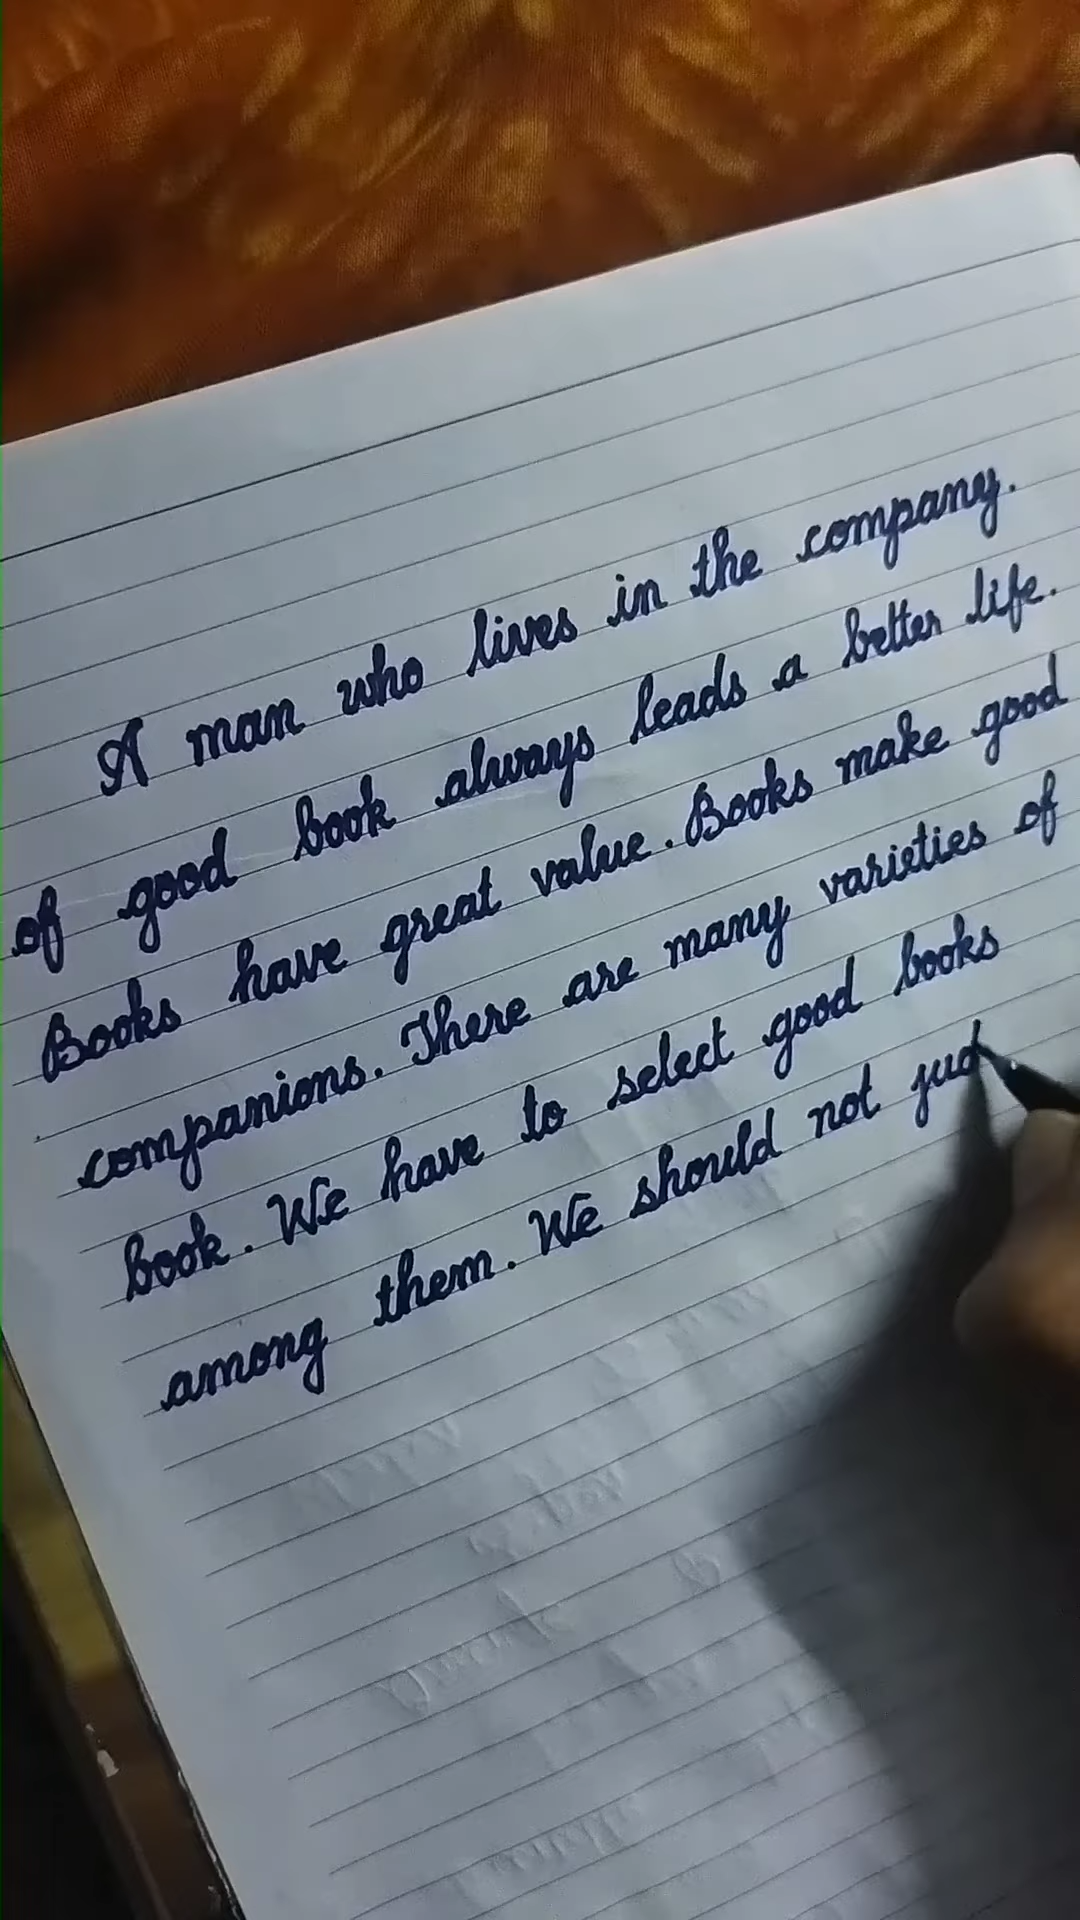 A man who lives in the company.
of good book always leads a better life.
Books have great value. Books make good
companions. There are many varieties of
book. We have to select good books
among them. We should not jud